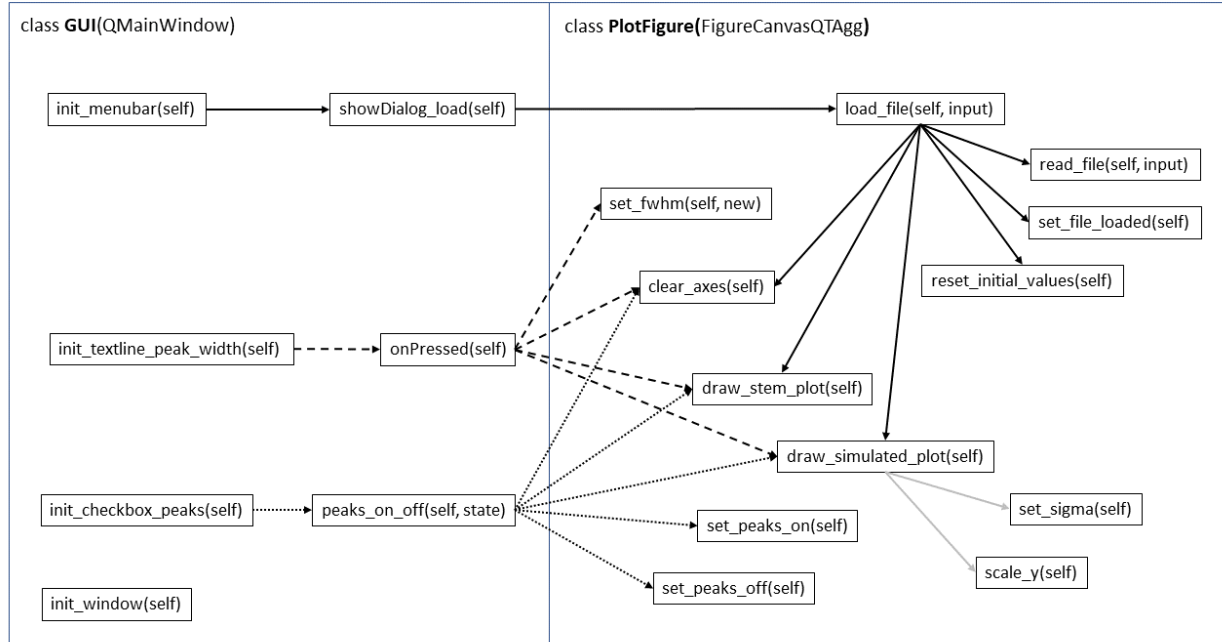 class GUI(QMainWindow)
class PlotFigure(FigureCanvasQTAgg)
init_menubar(self)
showDialog_load(self)
load_file(self, input)
read_file(self, input)
set_fwhm(self, new)
set_file_loaded(self)
clear_axes(self)
reset_initial_values(self)
init_textline_peak_width(self)
onPressed(self)
draw_stem_plot(self)
draw_simulated_plot(self)
init_checkbox_peaks(self)
peaks_on_off(self, state)
set_peaks_on(self)
set_sigma(self)
scale_y(self)
set_peaks_off(self)
init_window(self)